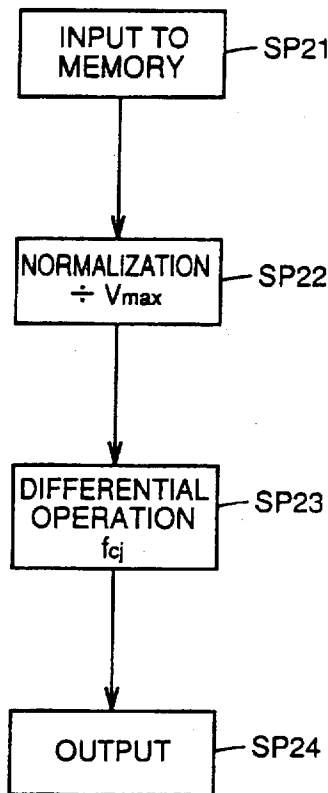 INPUT TO
MEMORY
SP21
NORMALIZATION
÷ Vmax
SP22
DIFFERENTIAL
OPERATION
fcj
SP23
OUTPUT
SP24